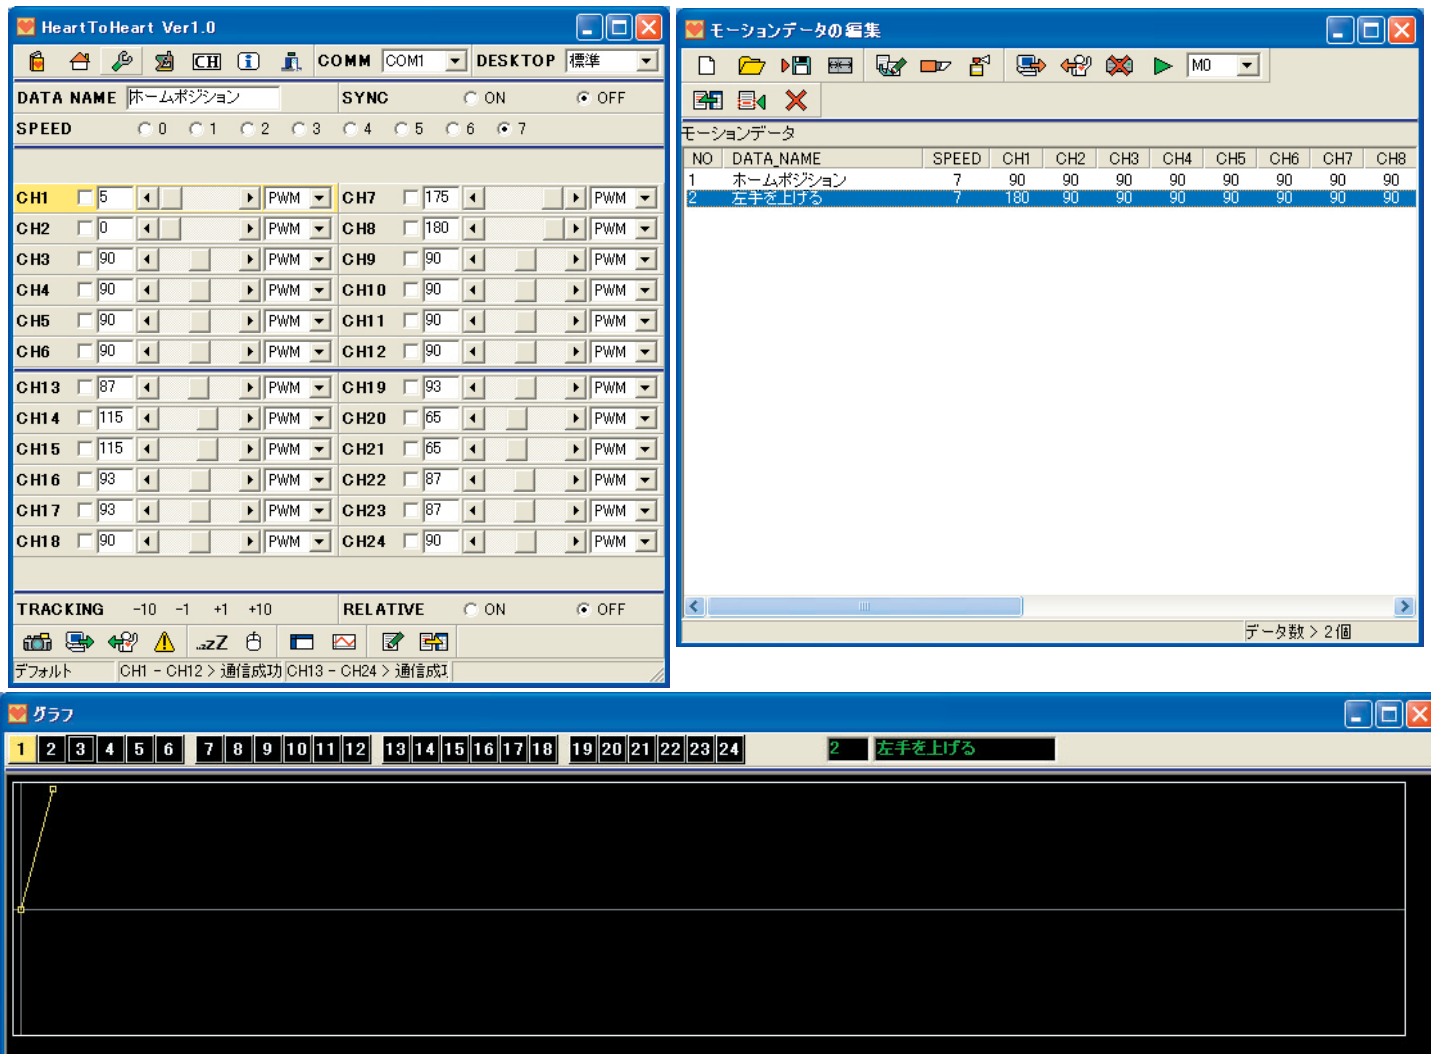 HeartToHeart Ver1.0
CH COMM COM1 DESKTOP 標準
DATA NAME ホームポジション SYNC ON OFF
SPEED 0 1 2 3 4 5 6 7
CH1 5 PWM CH7 175 PWM
CH2 0 PWM CH8 180 PWM
CH3 90 PWM CH9 90 PWM
CH4 90 PWM CH10 90 PWM
CH5 90 PWM CH11 90 PWM
CH6 90 PWM CH12 90 PWM
CH13 87 PWM CH19 93 PWM
CH14 115 PWM CH20 65 PWM
CH15 115 PWM CH21 65 PWM
CH16 93 PWM CH22 87 PWM
CH17 93 PWM CH23 87 PWM
CH18 90 PWM CH24 90 PWM
TRACKING -10 -1 +1 +10 RELATIVE ON OFF
..zZ
デフォルト CH1 - CH12 > 通信成功 CH13 - CH24 > 通信成
モーションデータの編集
M0
モーションデータ
NO DATA_NAME SPEED CH1 CH2 CH3 CH4 CH5 CH6 CH7 CH8
1 ホームポジション 7 90 90 90 90 90 90 90 90
2 左手を上げる 7 180 90 90 90 90 90 90 90
データ数 > 2個
グラフ
1 2 3 4 5 6 7 8 9 10 11 12 13 14 15 16 17 18 19 20 21 22 23 24 2 左手を上げる